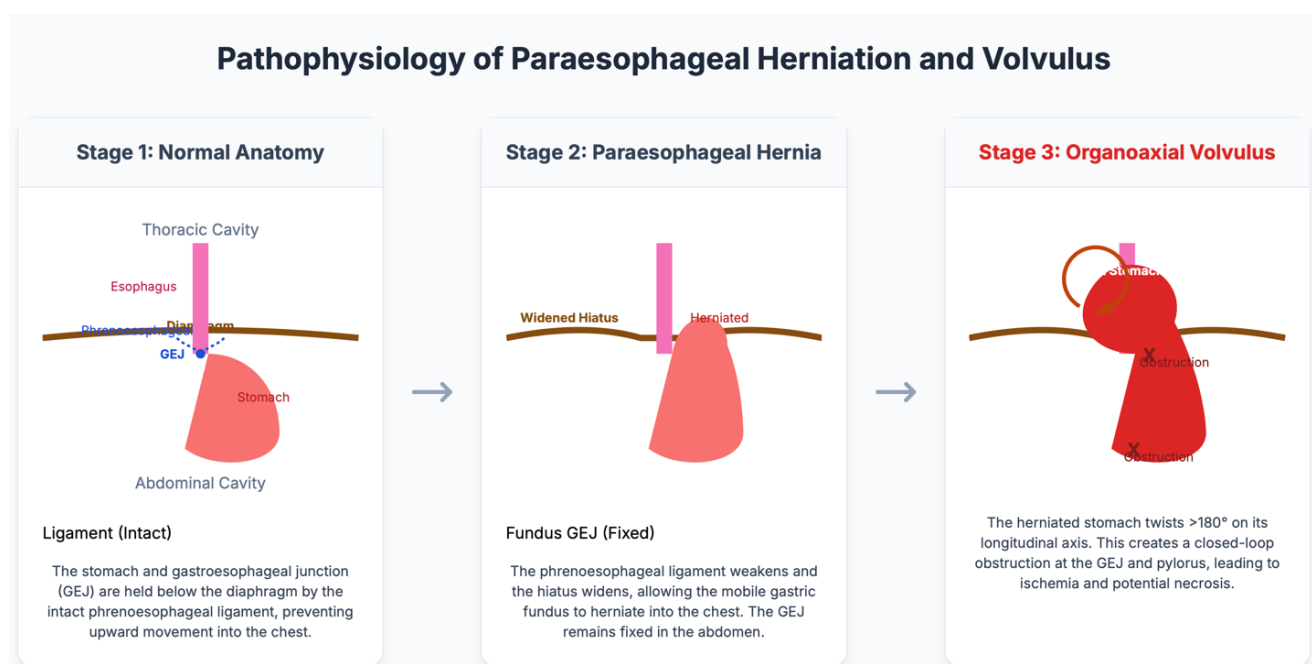 Pathophysiology of Paraesophageal Herniation and Volvulus
Stage 1: Normal Anatomy
Thoracic Cavity
Esophagus
Diaphragm
Phrenoesophageal
GEJ
Stomach
Abdominal Cavity
Ligament (Intact)
The stomach and gastroesophageal junction
(GEJ) are held below the diaphragm by the
intact phrenoesophageal ligament, preventing
upward movement into the chest.
Stage 2: Paraesophageal Hernia
Widened Hiatus
Herniated
Fundus GEJ (Fixed)
The phrenoesophageal ligament weakens and
the hiatus widens, allowing the mobile gastric
fundus to herniate into the chest. The GEJ
remains fixed in the abdomen.
Stage 3: Organoaxial Volvulus
Stomach
X
Obstruction
X
Obstruction
The herniated stomach twists >180° on its
longitudinal axis. This creates a closed-loop
obstruction at the GEJ and pylorus, leading to
ischemia and potential necrosis.